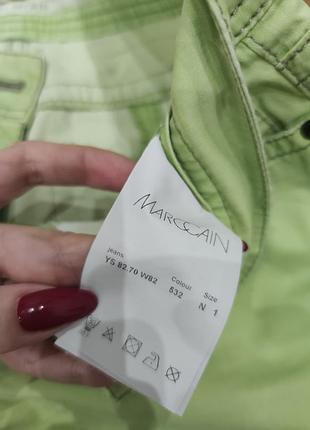 MARCCAIN
jeans Colour Size
YS 82.70 W82 532 N 1